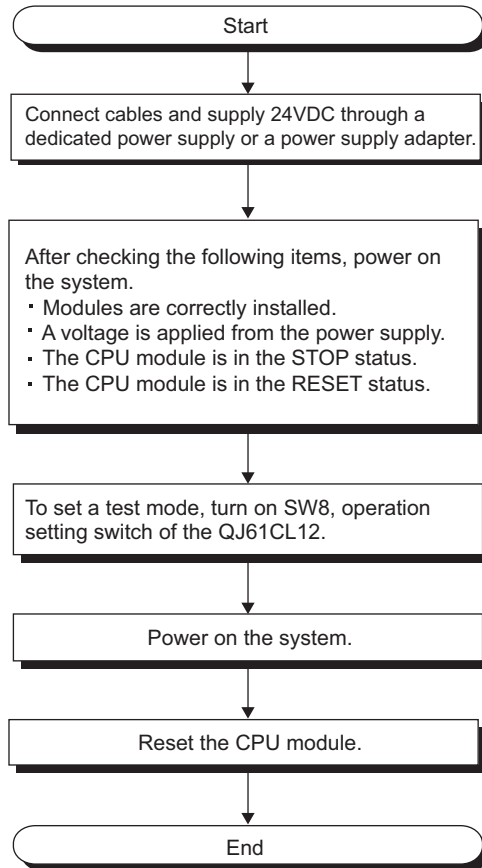 Start
Connect cables and supply 24VDC through a
dedicated power supply or a power supply adapter.
After checking the following items, power on
the system.
· Modules are correctly installed.
· A voltage is applied from the power supply.
· The CPU module is in the STOP status.
· The CPU module is in the RESET status.
To set a test mode, turn on SW8, operation
setting switch of the QJ61CL12.
Power on the system.
Reset the CPU module.
End